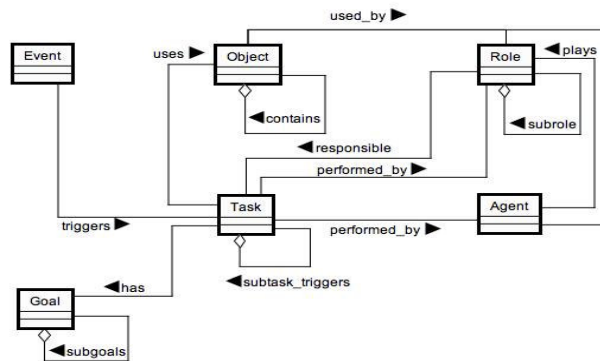 used_by ►
Event
uses ►
Object
Role
◄ plays
◄ contains
◄ subrole
◄ responsible
performed_by ►
Task
Agent
triggers ►
performed_by ►
◄ has
◄ subtask_triggers
Goal
◄ subgoals